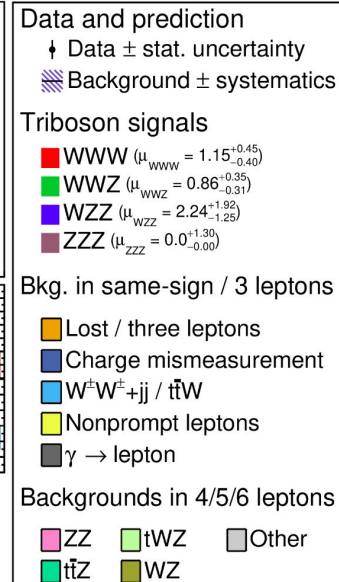 Data and prediction
Data ± stat. uncertainty
Background ± systematics
Triboson signals
WWW (μ_WWW = 1.15 +0.45 −0.40)
WWZ (μ_WWZ = 0.86 +0.35 −0.31)
WZZ (μ_WZZ = 2.24 +1.92 −1.25)
ZZZ (μ_ZZZ = 0.0 +1.30 −0.00)
Bkg. in same-sign / 3 leptons
Lost / three leptons
Charge mismeasurement
W±W±+jj / tt̄W
Nonprompt leptons
γ → lepton
Backgrounds in 4/5/6 leptons
ZZ tWZ Other
tt̄Z WZ